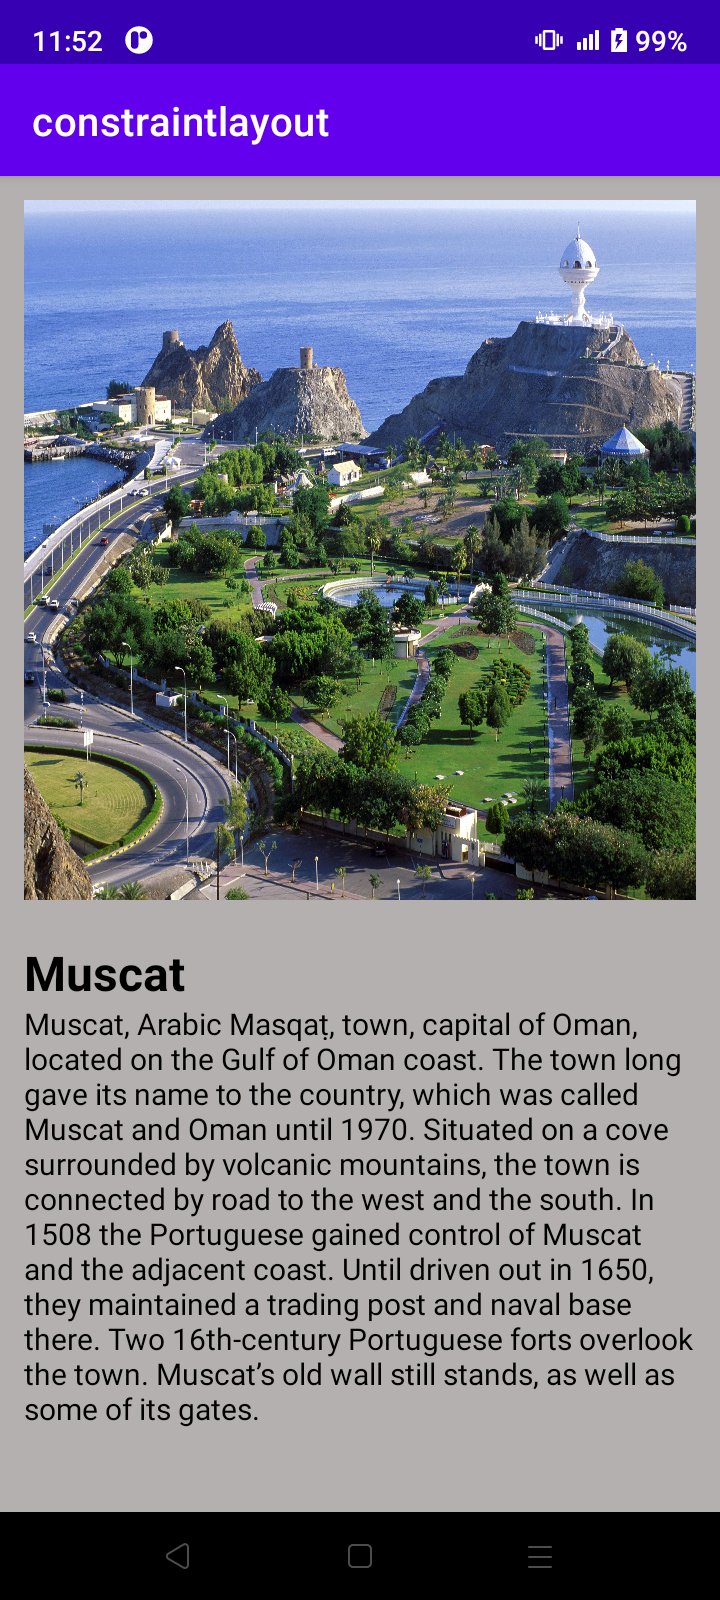 11:52
99%
constraintlayout
Muscat
Muscat, Arabic Masqaṭ, town, capital of Oman,
located on the Gulf of Oman coast. The town long
gave its name to the country, which was called
Muscat and Oman until 1970. Situated on a cove
surrounded by volcanic mountains, the town is
connected by road to the west and the south. In
1508 the Portuguese gained control of Muscat
and the adjacent coast. Until driven out in 1650,
they maintained a trading post and naval base
there. Two 16th-century Portuguese forts overlook
the town. Muscat’s old wall still stands, as well as
some of its gates.